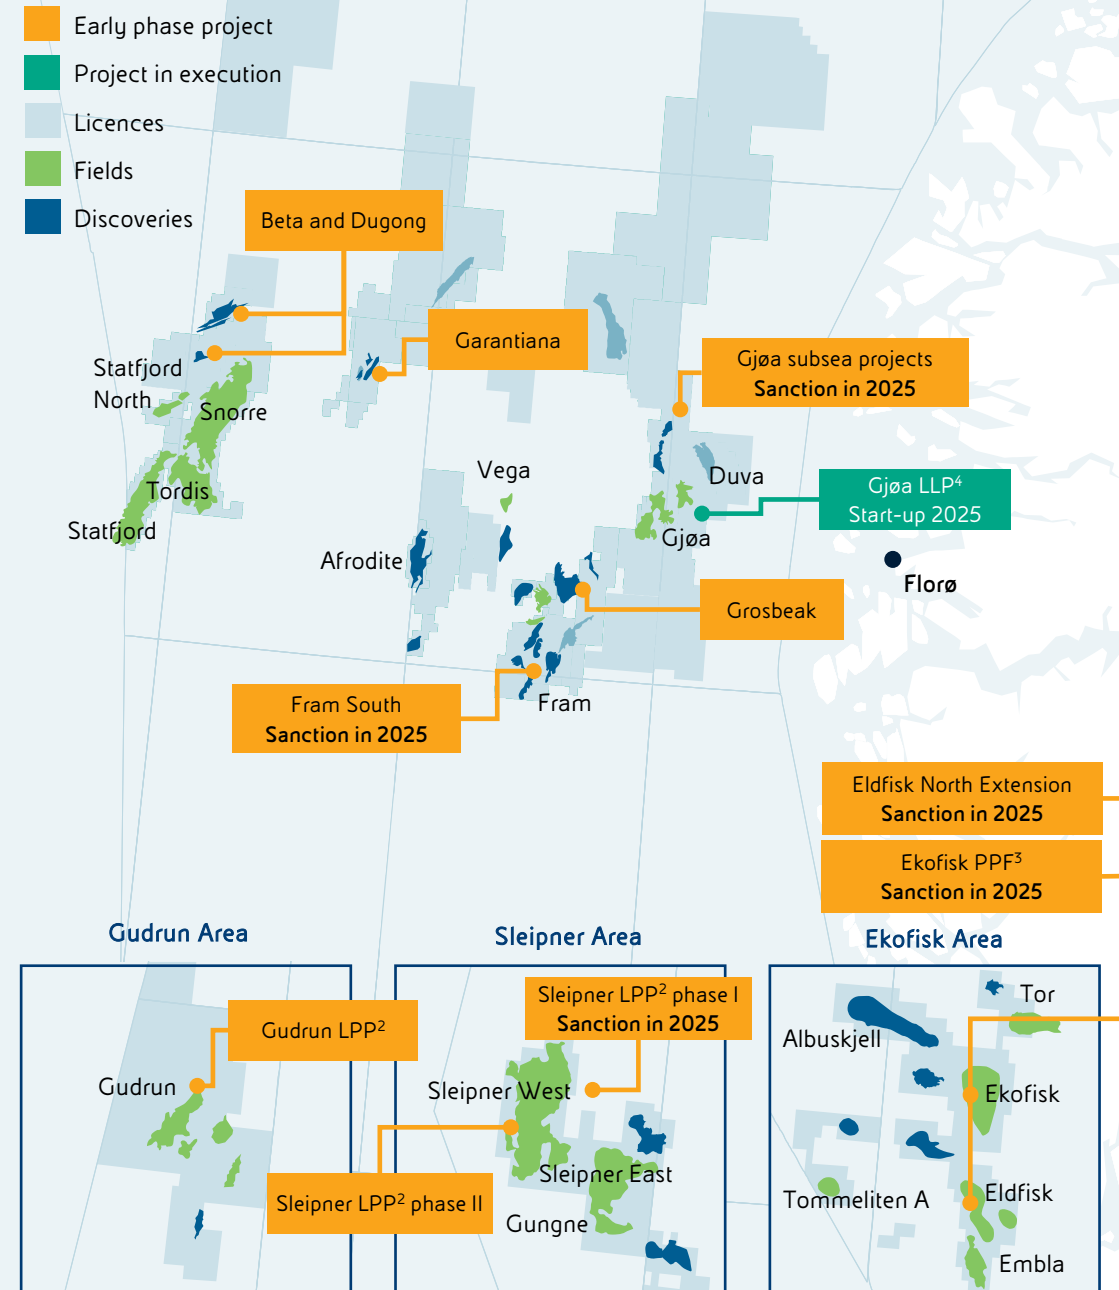 Early phase project
Project in execution
Licences
Fields
Discoveries
Beta and Dugong
Garantiana
Gjøa subsea projects
Sanction in 2025
Statfjord
North
Snorre
Tordis
Statfjord
Vega
Duva
Gjøa LLP⁴
Start-up 2025
Gjøa
Florø
Afrodite
Grosbeak
Fram South
Sanction in 2025
Fram
Eldfisk North Extension
Sanction in 2025
Ekofisk PPF³
Sanction in 2025
Gudrun Area
Gudrun LPP²
Gudrun
Sleipner Area
Sleipner LPP² phase I
Sanction in 2025
Sleipner West
Sleipner East
Sleipner LPP² phase II
Gungne
Ekofisk Area
Tor
Albuskjell
Ekofisk
Tommeliten A
Eldfisk
Embla